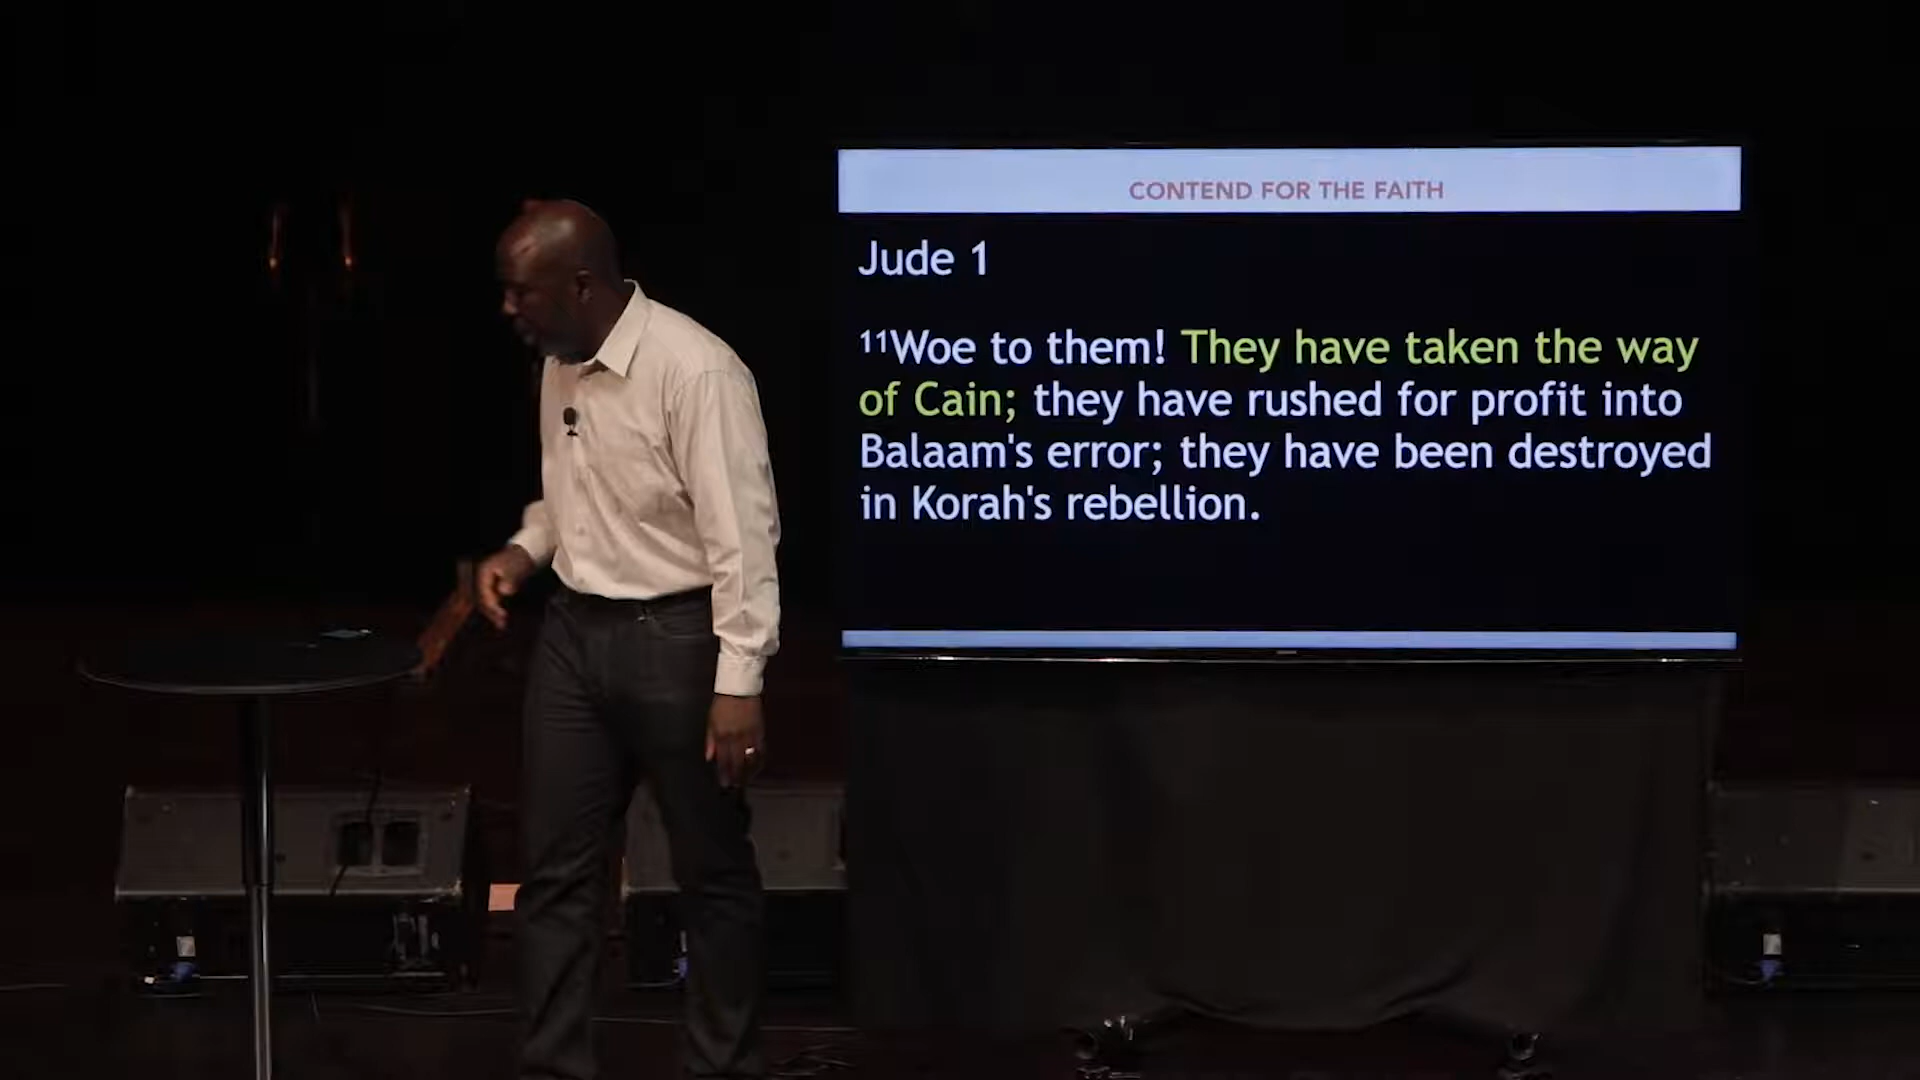 CONTEND FOR THE FAITH
Jude 1
¹¹Woe to them! They have taken the way
of Cain; they have rushed for profit into
Balaam's error; they have been destroyed
in Korah's rebellion.